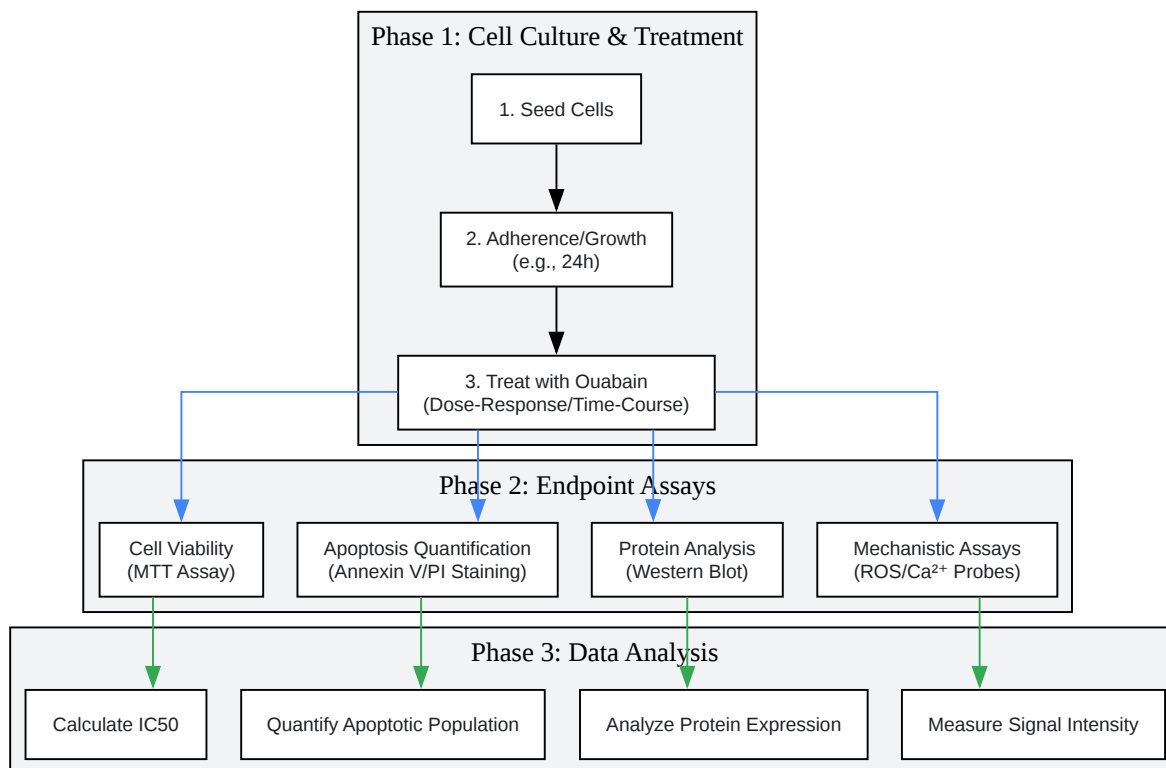 Phase 1: Cell Culture & Treatment
1. Seed Cells
2. Adherence/Growth
(e.g., 24h)
3. Treat with Ouabain
(Dose-Response/Time-Course)
Phase 2: Endpoint Assays
Cell Viability
(MTT Assay)
Apoptosis Quantification
(Annexin V/PI Staining)
Protein Analysis
(Western Blot)
Mechanistic Assays
(ROS/Ca²⁺ Probes)
Phase 3: Data Analysis
Calculate IC50
Quantify Apoptotic Population
Analyze Protein Expression
Measure Signal Intensity